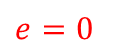 e = 0